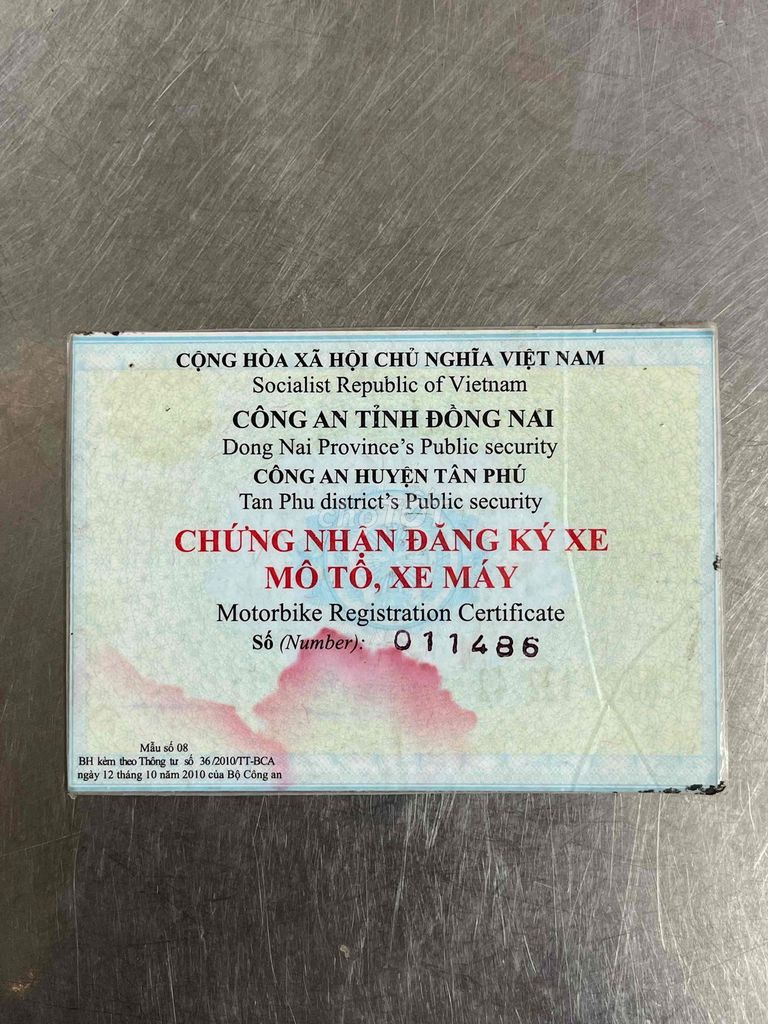 CỘNG HÒA XÃ HỘI CHỦ NGHĨA VIỆT NAM
Socialist Republic of Vietnam
CÔNG AN TỈNH ĐỒNG NAI
Dong Nai Province's Public security
CÔNG AN HUYỆN TÂN PHÚ
Tan Phu district's Public security
CHỨNG NHẬN ĐĂNG KÝ XE
MÔ TÔ, XE MÁY
Motorbike Registration Certificate
Số (Number): 011486
Mẫu số 08
BH kèm theo Thông tư số 36/2010/TT-BCA
ngày 12 tháng 10 năm 2010 của Bộ Công an